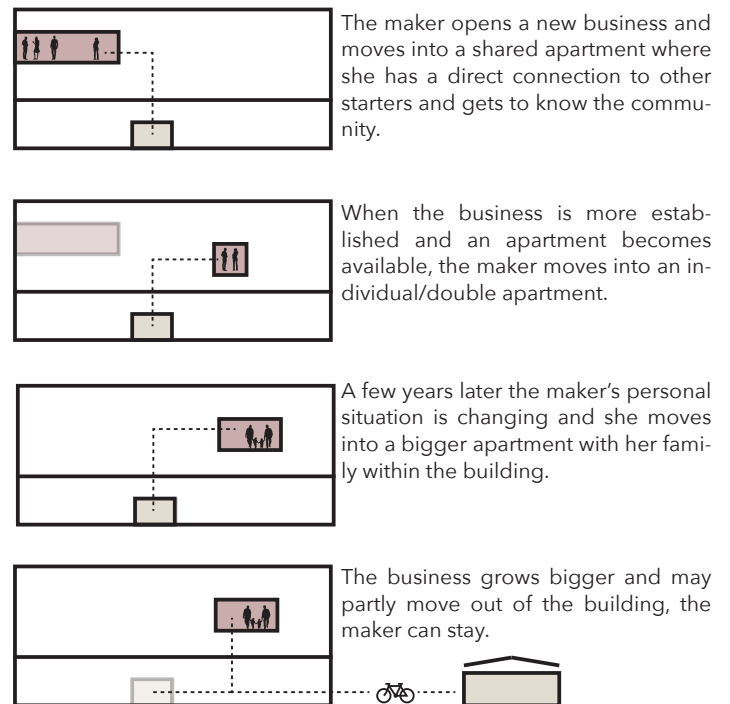 The maker opens a new business and
moves into a shared apartment where
she has a direct connection to other
starters and gets to know the commu-
nity.
When the business is more estab-
lished and an apartment becomes
available, the maker moves into an in-
dividual/double apartment.
A few years later the maker's personal
situation is changing and she moves
into a bigger apartment with her fami-
ly within the building.
The business grows bigger and may
partly move out of the building, the
maker can stay.